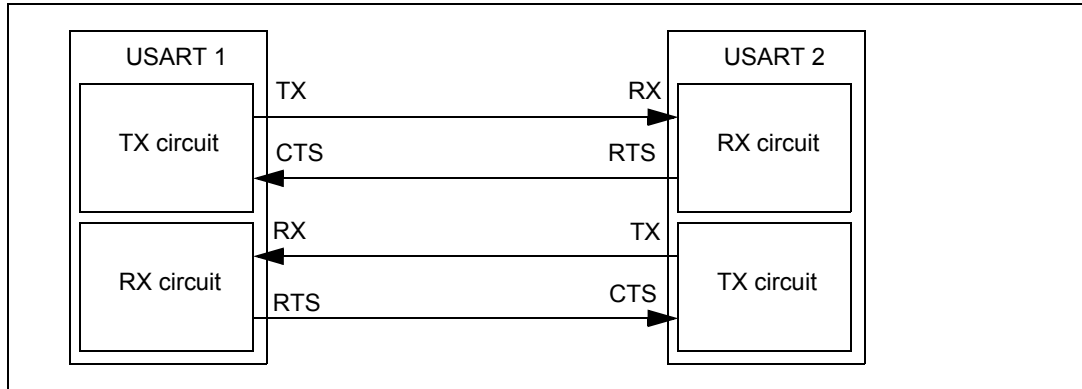 USART 1
USART 2
TX
RX
TX circuit
RX circuit
CTS
RTS
RX
TX
RX circuit
TX circuit
RTS
CTS